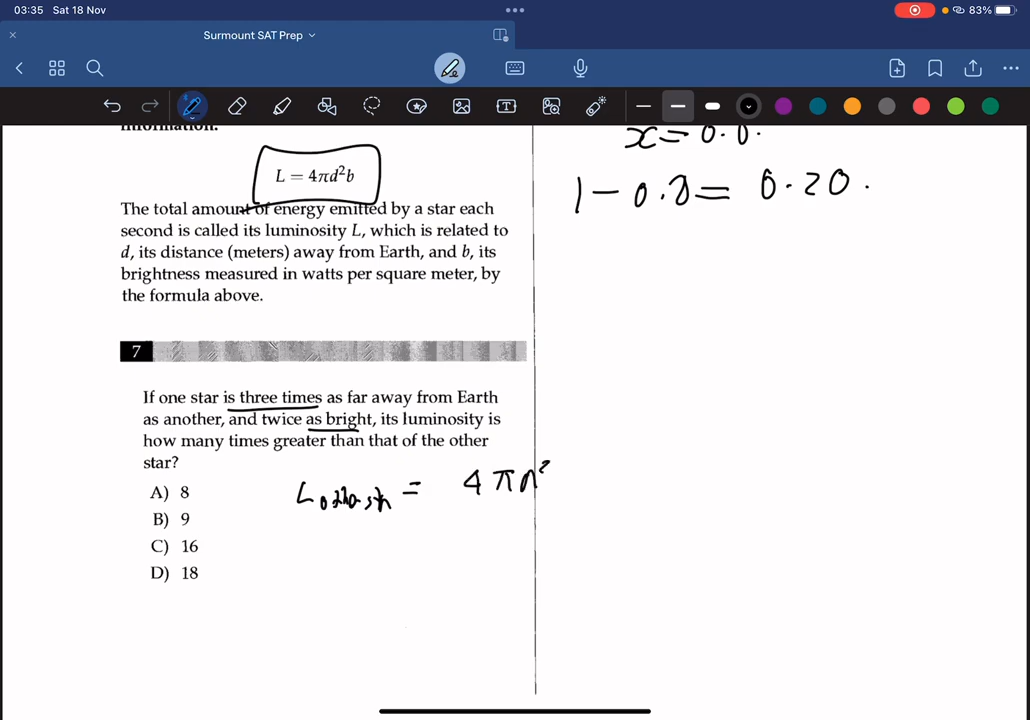 03:35 Sat 18 Nov
83%
Surmount SAT Prep
T
information.
x = 0.8.
L = 4πd²b
1 - 0.8 = 0.20.
The total amount of energy emitted by a star each
second is called its luminosity L, which is related to
d, its distance (meters) away from Earth, and b, its
brightness measured in watts per square meter, by
the formula above.
7
If one star is three times as far away from Earth
as another, and twice as bright, its luminosity is
how many times greater than that of the other
star?
L = 4πd²
A) 8
B) 9
C) 16
D) 18